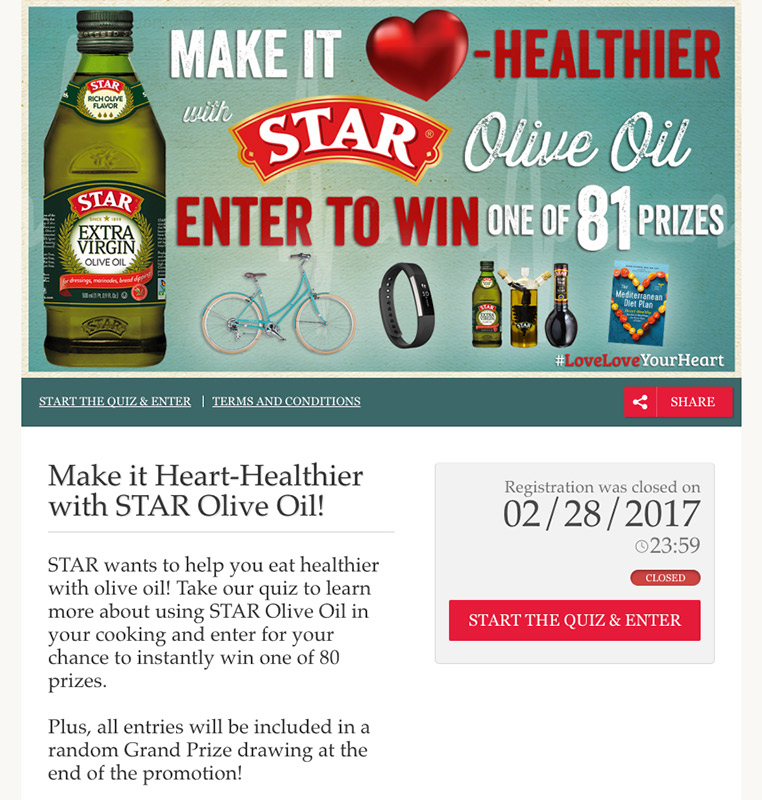 MAKE IT -HEALTHIER
with STAR® Olive Oil
ENTER TO WIN ONE OF 81 PRIZES
STAR
RICH OLIVE
FLAVOR
STAR
EXTRA
VIRGIN
OLIVE OIL
for dressings, marinades, bread dipping
STAR
The
Mediterranean
Diet Plan
#LoveLoveYourHeart
START THE QUIZ & ENTER | TERMS AND CONDITIONS
SHARE
Make it Heart-Healthier
with STAR Olive Oil!
STAR wants to help you eat healthier
with olive oil! Take our quiz to learn
more about using STAR Olive Oil in
your cooking and enter for your
chance to instantly win one of 80
prizes.
Plus, all entries will be included in a
random Grand Prize drawing at the
end of the promotion!
Registration was closed on
02/28/2017
23:59
CLOSED
START THE QUIZ & ENTER